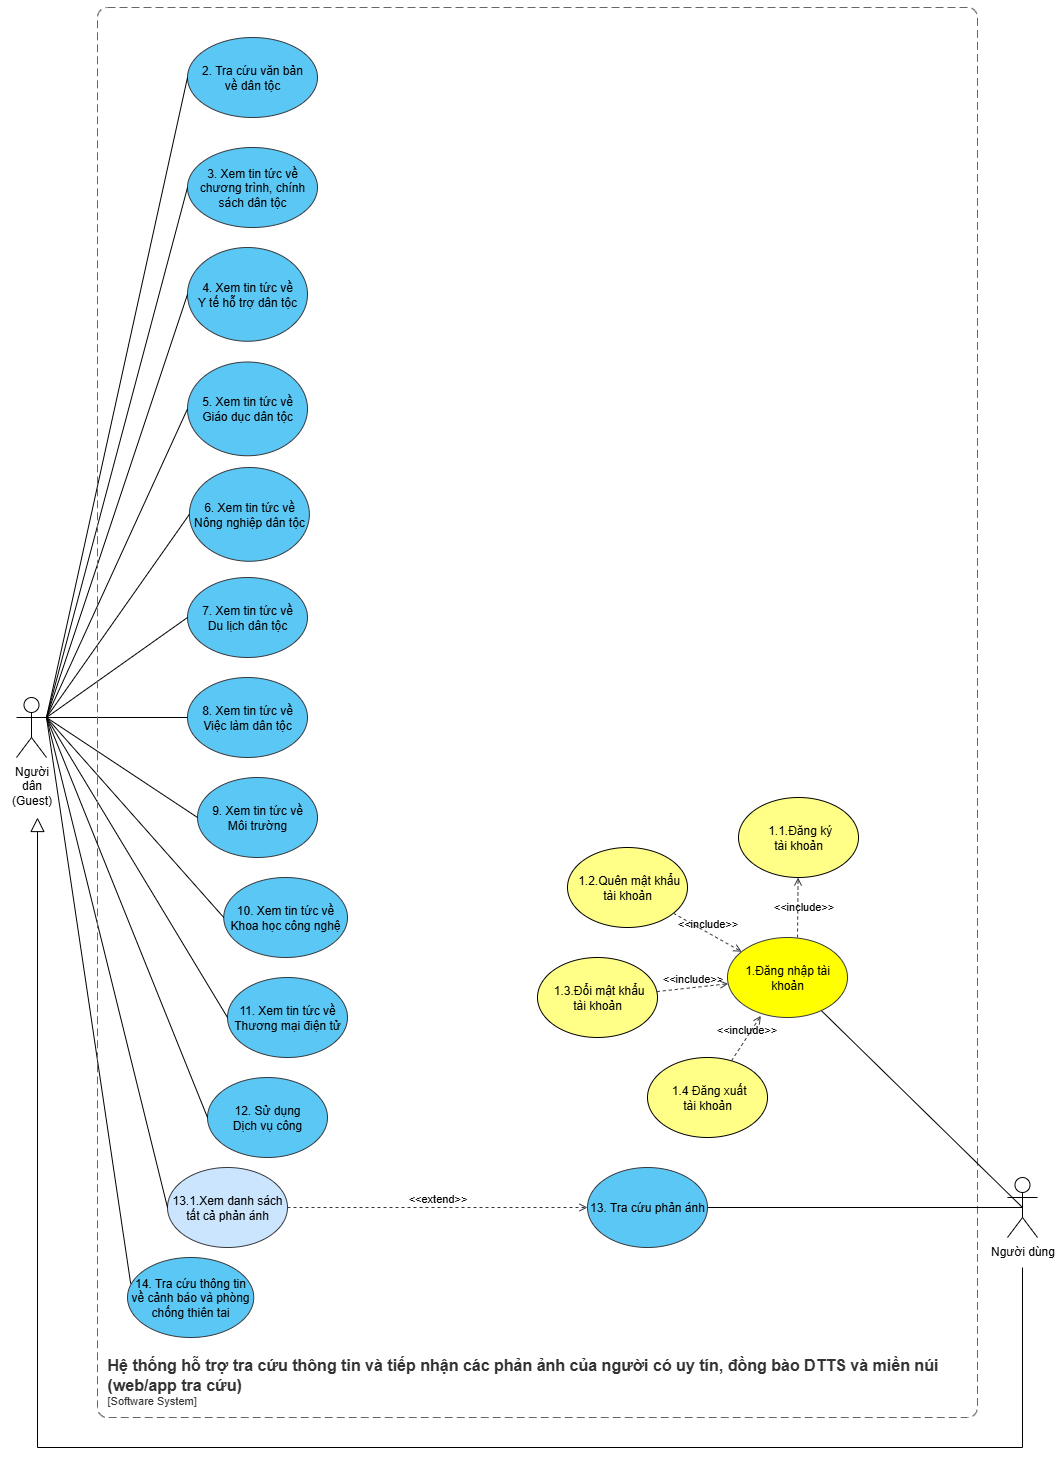 2. Tra cứu văn bản
về dân tộc
3. Xem tin tức về
chương trình, chính
sách dân tộc
4. Xem tin tức về
Y tế hỗ trợ dân tộc
5. Xem tin tức về
Giáo dục dân tộc
6. Xem tin tức về
Nông nghiệp dân tộc
7. Xem tin tức về
Du lịch dân tộc
8. Xem tin tức về
Việc làm dân tộc
Người
dân
(Guest)
9. Xem tin tức về
Môi trường
10. Xem tin tức về
Khoa học công nghệ
11. Xem tin tức về
Thương mại điện tử
12. Sử dụng
Dịch vụ công
13.1.Xem danh sách
tất cả phản ánh
<<extend>>
13. Tra cứu phản ánh
14. Tra cứu thông tin
về cảnh báo và phòng
chống thiên tai
1.1.Đăng ký
tài khoản
<<include>>
1.2.Quên mật khẩu
tài khoản
<<include>>
1.Đăng nhập tài
khoản
1.3.Đổi mật khẩu
tài khoản
<<include>>
<<include>>
1.4 Đăng xuất
tài khoản
Người dùng
Hệ thống hỗ trợ tra cứu thông tin và tiếp nhận các phản ảnh của người có uy tín, đồng bào DTTS và miền núi
(web/app tra cứu)
[Software System]